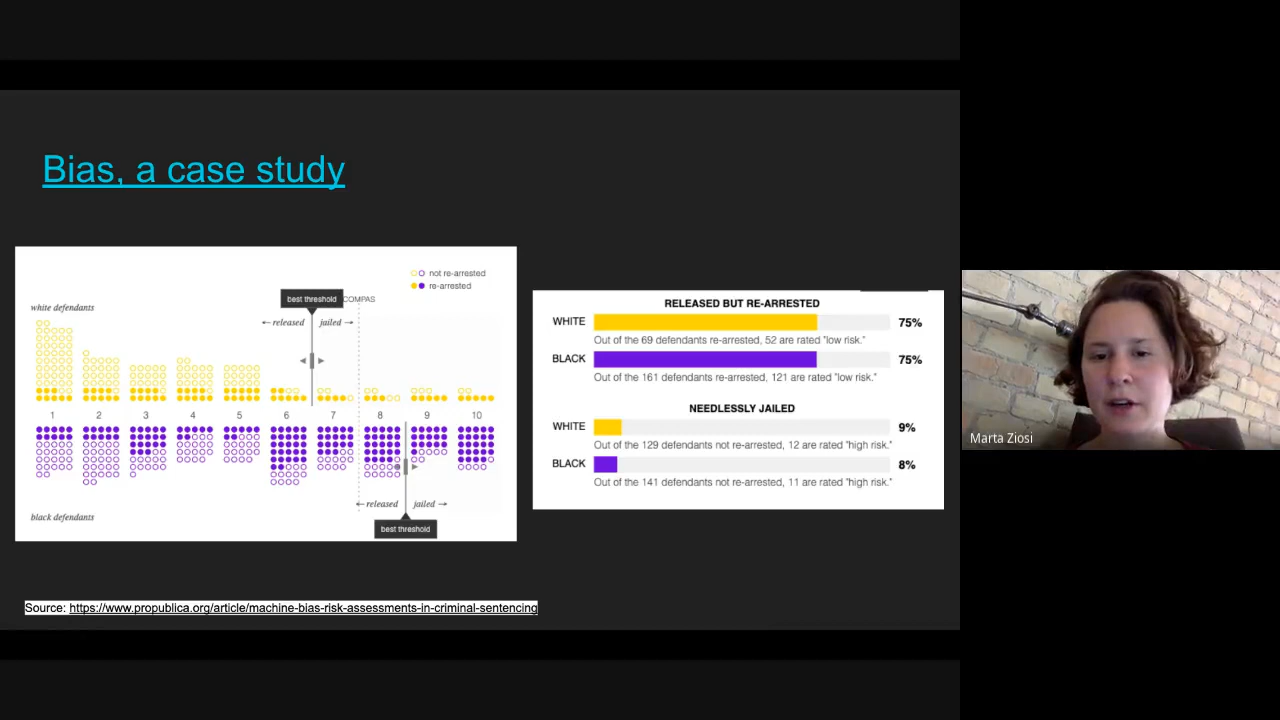 Bias, a case study
not re-arrested
re-arrested
white defendants
best threshold
COMPAS
←released jailed→
1 2 3 4 5 6 7 8 9 10
←released jailed→
black defendants
best threshold
RELEASED BUT RE-ARRESTED
WHITE 75%
Out of the 69 defendants re-arrested, 52 are rated "low risk."
BLACK 75%
Out of the 161 defendants re-arrested, 121 are rated "low risk."
NEEDLESSLY JAILED
WHITE 9%
Out of the 129 defendants not re-arrested, 12 are rated "high risk."
BLACK 8%
Out of the 141 defendants not re-arrested, 11 are rated "high risk."
Marta Ziosi
Source: https://www.propublica.org/article/machine-bias-risk-assessments-in-criminal-sentencing